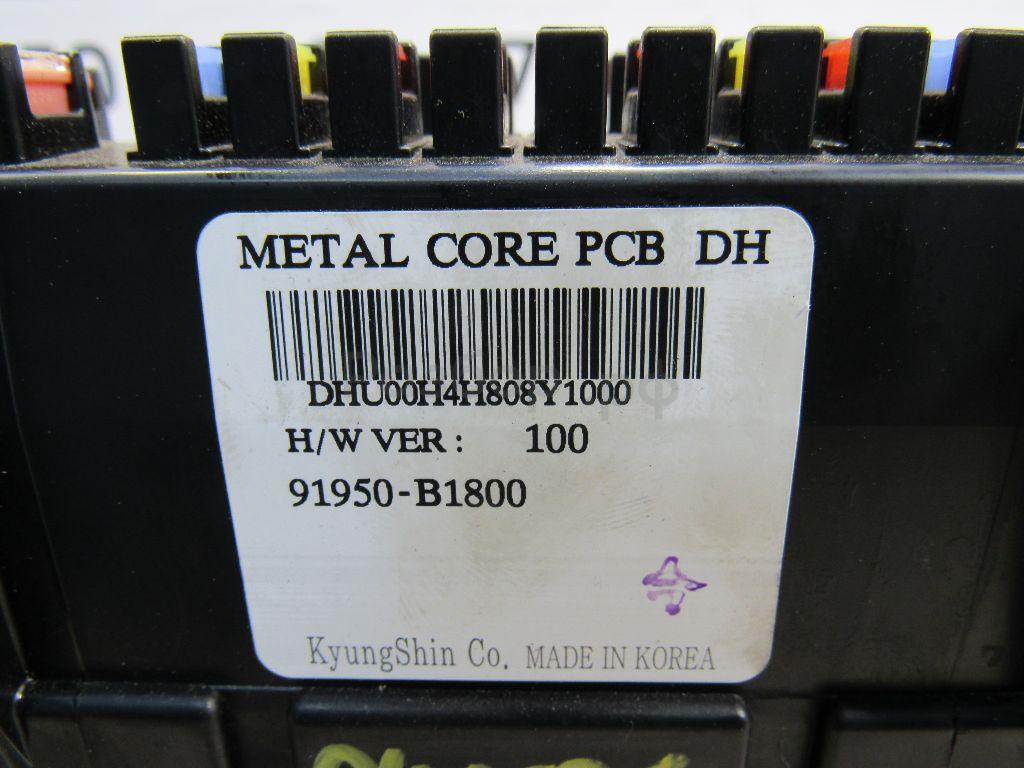 METAL CORE PCB DH
DHU00H4H808Y1000
H/W VER : 100
91950-B1800
KyungShin Co. MADE IN KOREA